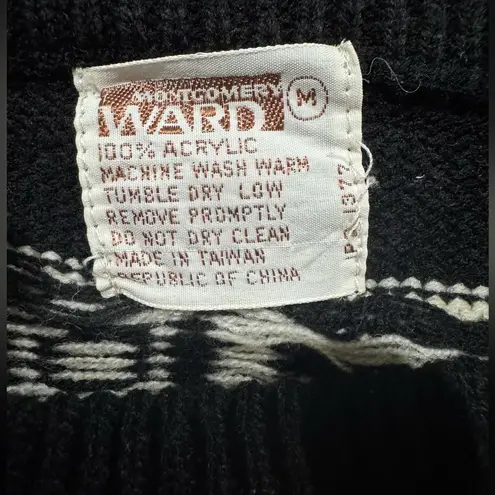 MONTGOMERY
WARD
M
100% ACRYLIC
MACHINE WASH WARM
TUMBLE DRY LOW
REMOVE PROMPTLY
DO NOT DRY CLEAN
MADE IN TAIWAN
REPUBLIC OF CHINA